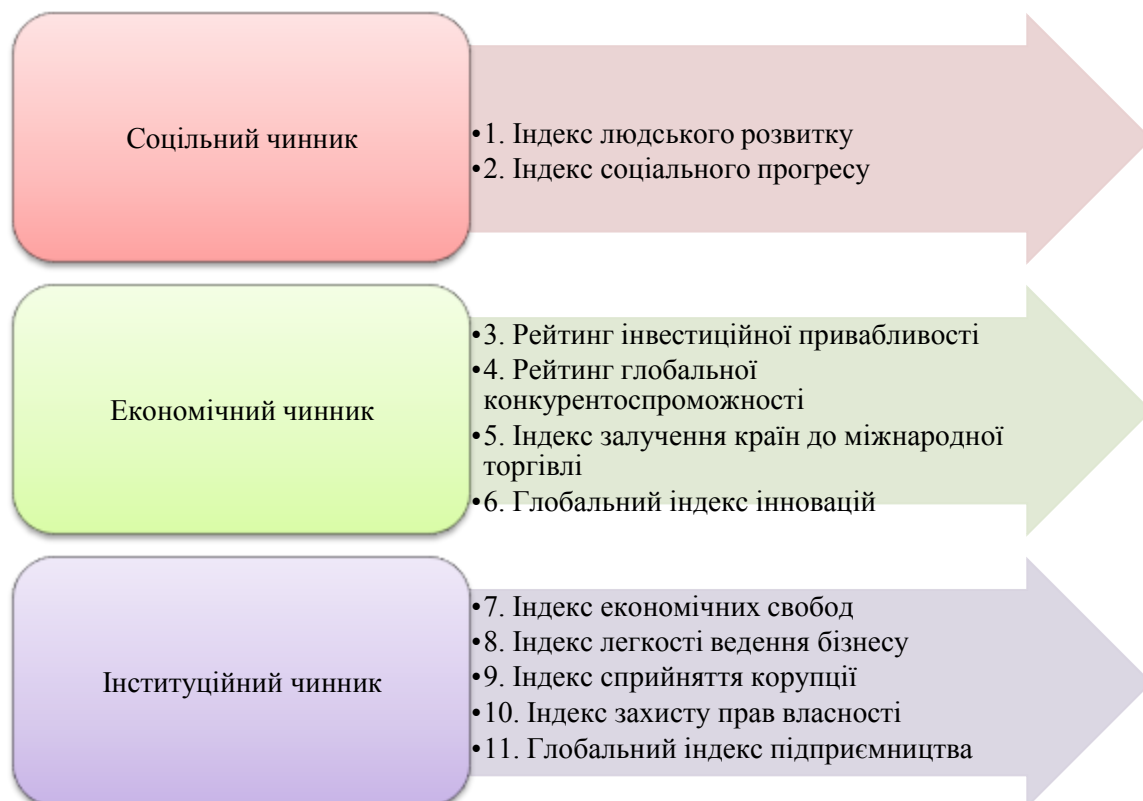 Соцільний чинник
•1. Індекс людського розвитку
•2. Індекс соціального прогресу
Економічний чинник
•3. Рейтинг інвестиційної привабливості
•4. Рейтинг глобальної
конкурентоспроможності
•5. Індекс залучення країн до міжнародної
торгівлі
•6. Глобальний індекс інновацій
Інституційний чинник
•7. Індекс економічних свобод
•8. Індекс легкості ведення бізнесу
•9. Індекс сприйняття корупції
•10. Індекс захисту прав власності
•11. Глобальний індекс підприємництва